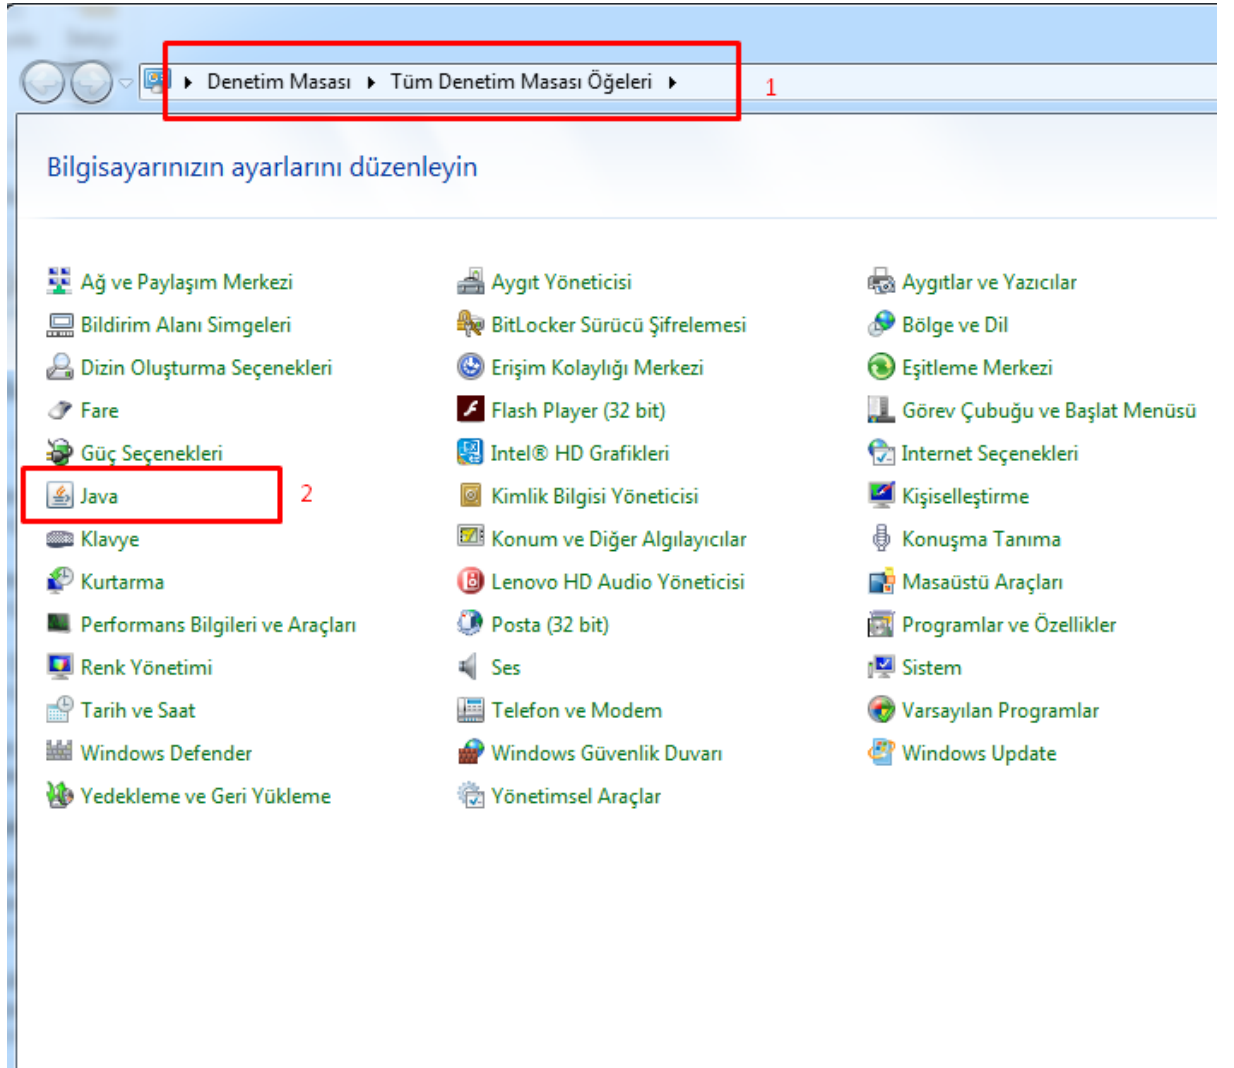 Denetim Masası Tüm Denetim Masası Öğeleri
1
Bilgisayarınızın ayarlarını düzenleyin
Ağ ve Paylaşım Merkezi
Aygıt Yöneticisi
Aygıtlar ve Yazıcılar
Bildirim Alanı Simgeleri
BitLocker Sürücü Şifrelemesi
Bölge ve Dil
Dizin Oluşturma Seçenekleri
Erişim Kolaylığı Merkezi
Eşitleme Merkezi
Fare
Flash Player (32 bit)
Görev Çubuğu ve Başlat Menüsü
Güç Seçenekleri
Intel® HD Grafikleri
Internet Seçenekleri
Java
2
Kimlik Bilgisi Yöneticisi
Kişiselleştirme
Klavye
Konum ve Diğer Algılayıcılar
Konuşma Tanıma
Kurtarma
Lenovo HD Audio Yöneticisi
Masaüstü Araçları
Performans Bilgileri ve Araçları
Posta (32 bit)
Programlar ve Özellikler
Renk Yönetimi
Ses
Sistem
Tarih ve Saat
Telefon ve Modem
Varsayılan Programlar
Windows Defender
Windows Güvenlik Duvarı
Windows Update
Yedekleme ve Geri Yükleme
Yönetimsel Araçlar